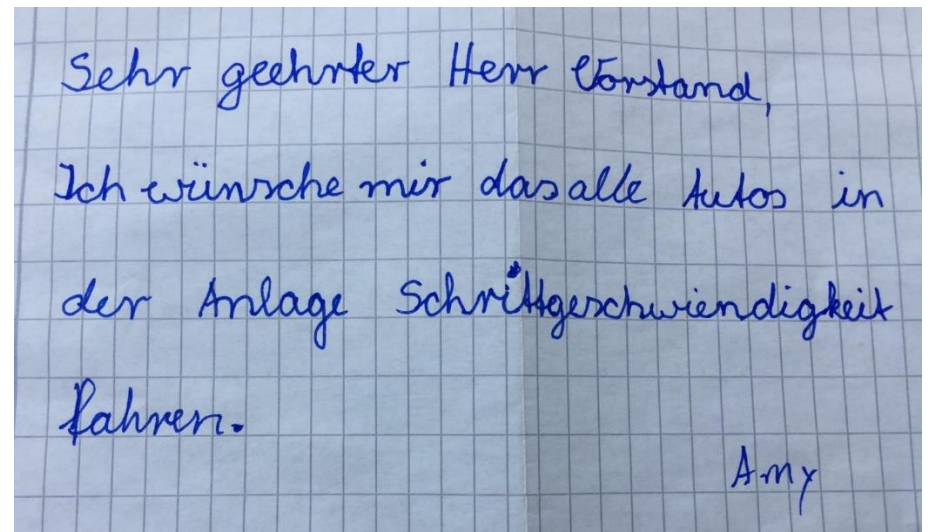 Sehr geehrter Herr Vorstand,
Ich wünsche mir das alle Autos in
der Anlage Schrittgeschwiendigkeit
fahren.
Amy